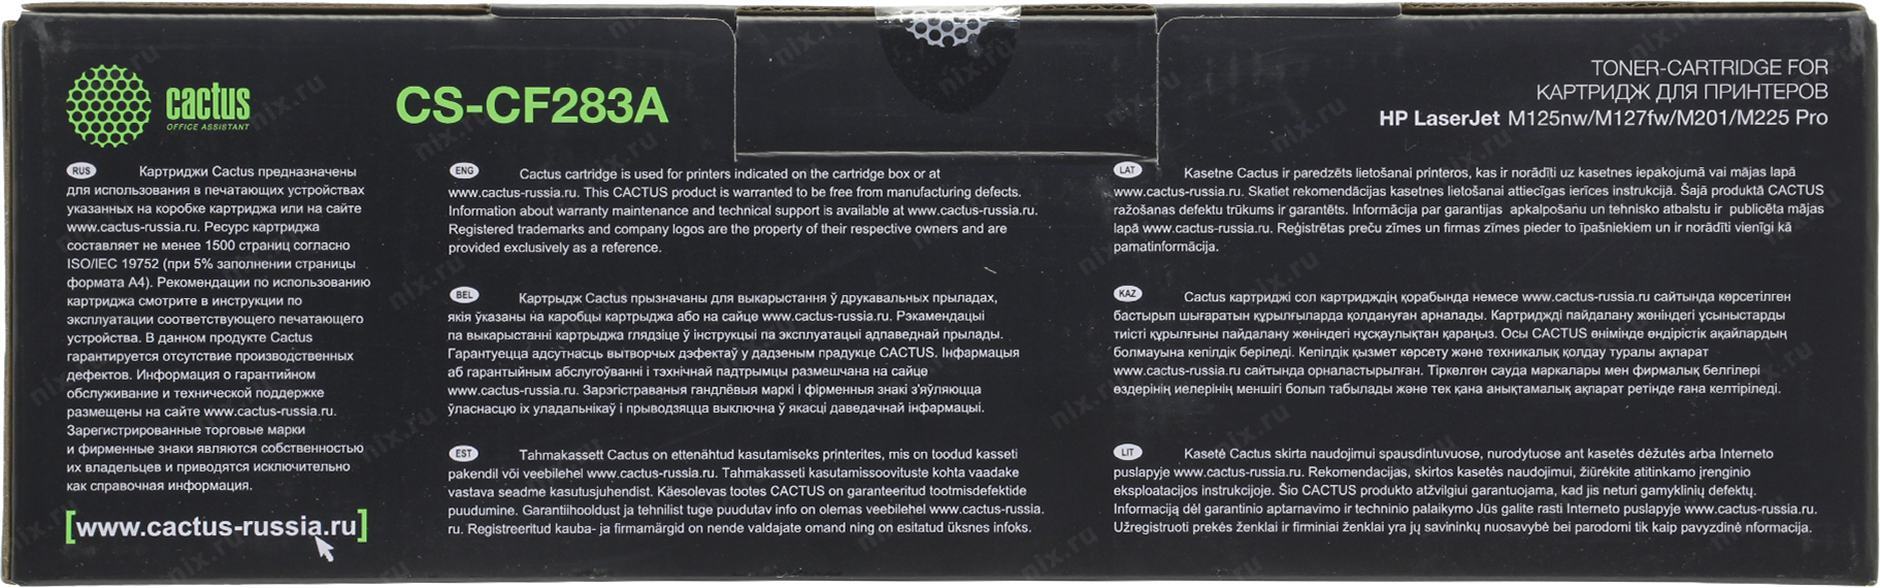 cactus
OFFICE ASSISTANT
CS-CF283A
TONER-CARTRIDGE FOR
КАРТРИДЖ ДЛЯ ПРИНТЕРОВ
HP LaserJet M125nw/M127fw/M201/M225 Pro
RUS Картриджи Cactus предназначены
для использования в печатающих устройствах
указанных на коробке картриджа или на сайте
www.cactus-russia.ru. Ресурс картриджа
составляет не менее 1500 страниц согласно
ISO/IEC 19752 (при 5% заполнении страницы
формата А4). Рекомендации по использованию
картриджа смотрите в инструкции по
эксплуатации соответствующего печатающего
устройства. В данном продукте Cactus
гарантируется отсутствие производственных
дефектов. Информация о гарантийном
обслуживание и технической поддержке
размещены на сайте www.cactus-russia.ru.
Зарегистрированные торговые марки
и фирменные знаки являются собственностью
их владельцев и приводятся исключительно
как справочная информация.
[www.cactus-russia.ru]
ENG Cactus cartridge is used for printers indicated on the cartridge box or at
www.cactus-russia.ru. This CACTUS product is warranted to be free from manufacturing defects.
Information about warranty maintenance and technical support is available at www.cactus-russia.ru.
Registered trademarks and company logos are the property of their respective owners and are
provided exclusively as a reference.
BEL Картрыдж Cactus прызначаны для выкарыстання ў друкавальных прыладах,
якія ўказаны на каробцы картрыджа або на сайце www.cactus-russia.ru. Рэкамендацыі
па выкарыстанні картрыджа глядзіце ў інструкцыі па эксплуатацыі адпаведнай прылады.
Гарантуецца адсутнасць вытворчых дэфектаў у дадзеным прадукце CACTUS. Інфармацыя
аб гарантыйным абслугоўванні і тэхнічнай падтрымцы размешчана на сайце
www.cactus-russia.ru. Зарэгістраваныя гандлёвыя маркі і фірменныя знакі з'яўляюцца
ўласнасцю іх уладальнікаў і прыводзяцца выключна ў якасці даведачнай інфармацыі.
EST Tahmakassett Cactus on ettenähtud kasutamiseks printerites, mis on toodud kasseti
pakendil või veebilehel www.cactus-russia.ru. Tahmakasseti kasutamissoovituste kohta vaadake
vastava seadme kasutusjuhendist. Käesolevas tootes CACTUS on garanteeritud tootmisdefektide
puudumine. Garantiihooldust ja tehnilist tuge puudutav info on olemas veebilehel www.cactus-russia.
ru. Registreeritud kauba- ja firmamärgid on nende valdajate omand ning on esitatud üksnes infoks.
LAT Kasetne Cactus ir paredzēts lietošanai printeros, kas ir norādīti uz kasetnes iepakojumā vai mājas lapā
www.cactus-russia.ru. Skatiet rekomendācijas kasetnes lietošanai attiecīgas ierīces instrukcijā. Šajā produktā CACTUS
ražošanas defektu trūkums ir garantēts. Informācija par garantijas apkalpošanu un tehnisko atbalstu ir publicēta mājas
lapā www.cactus-russia.ru. Reģistrētas preču zīmes un firmas zīmes pieder to īpašniekiem un ir norādīti vienīgi kā
pamatinformācija.
KAZ Cactus картриджі сол картридждің қорабында немесе www.cactus-russia.ru сайтында көрсетілген
бастырып шығаратын құрылғыларда қолдануған арналады. Картриджі пайдалану жөніндегі ұсыныстарды
тиісті құрылғыны пайдалану жөніндегі нұсқаулықтан қараңыз. Осы CACTUS өнімінде өндірістік ақайлардың
болмауына кепілдік беріледі. Кепілдік қызмет көрсету және техникалық қолдау туралы ақпарат
www.cactus-russia.ru сайтында орналастырылған. Тіркелген сауда маркалары мен фирмалық белгілері
өздерінің иелерінің меншігі болып табылады және тек қана анықтамалық ақпарат ретінде ғана келтіріледі.
LIT Kasetė Cactus skirta naudojimui spausdintuvuose, nurodytuose ant kasetės dėžutės arba Interneto
puslapyje www.cactus-russia.ru. Rekomendacijas, skirtos kasetės naudojimui, žiūrėkite atitinkamo įrenginio
eksploatacijos instrukcijoje. Šio CACTUS produkto atžvilgiui garantuojama, kad jis neturi gamyklinių defektų.
Informaciją dėl garantinio aptarnavimo ir techninio palaikymo Jūs galite rasti Interneto puslapyje www.cactus-russia.ru.
Užregistruoti prekės ženklai ir firminiai ženklai yra jų savininkų nuosavybė bei parodomi tik kaip pavyzdinė nformacija.
nix.ru